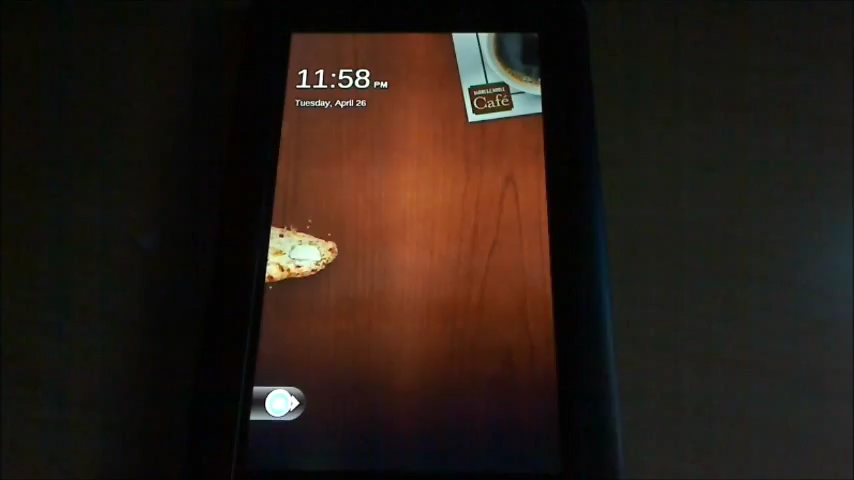 11:58 PM
Tuesday, April 26
BARNES & NOBLE
Café